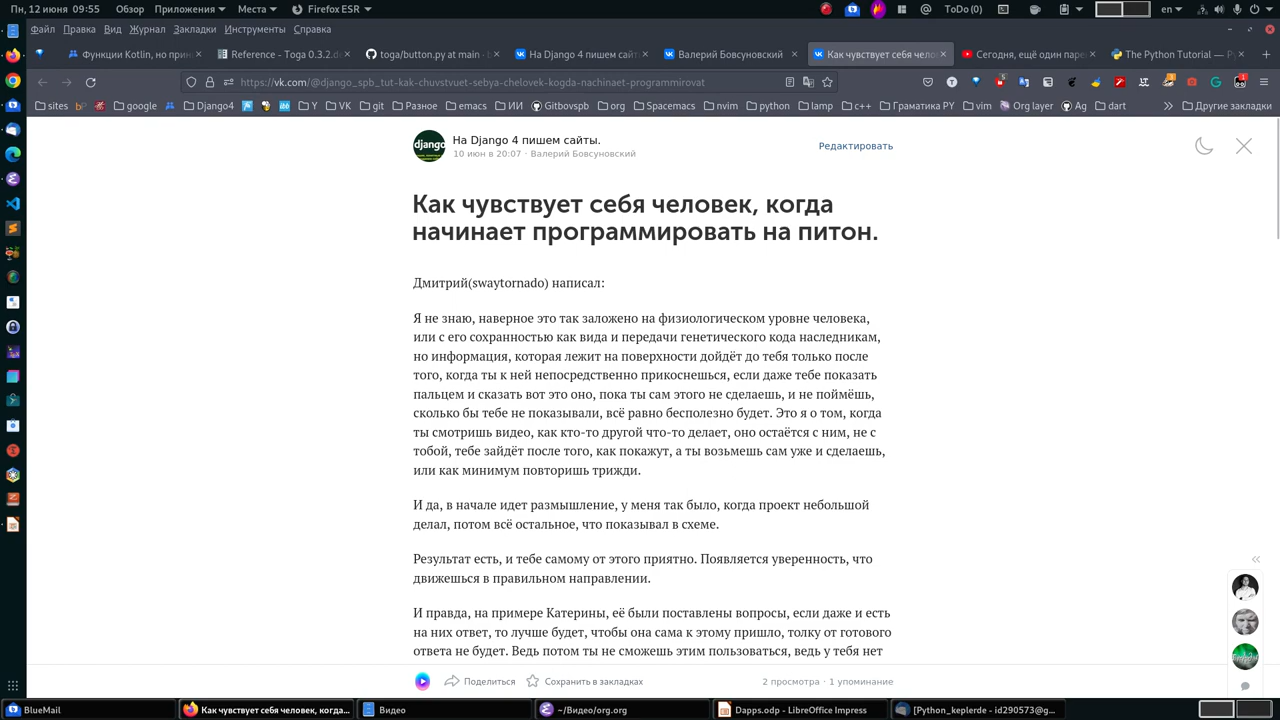 Пн, 12 июня 09:55
Обзор
Приложения
Места
Firefox ESR
ToDo(0)
en
Файл
Правка
Вид
Журнал
Закладки
Инструменты
Справка
Функции Kotlin, но при
Reference - Toga 0.3.2.d
toga/button.py at main ·
На Django 4 пишем сайт
Валерий Бовсуновский
Как чувствует себя чело
Сегодня, ещё один пар
The Python Tutorial — Py
https://vk.com/@django_spb_tut-kak-chuvstvuet-sebya-chelovek-kogda-nachinaet-programmirovat
sites
bP
google
Django4
Y
VK
git
Разное
emacs
ИИ
Gitbovspb
org
Spacemacs
nvim
python
lamp
c++
Граматика PY
vim
Org layer
Ag
dart
Другие закладки
django
На Django 4 пишем сайты.
10 июн в 20:07 · Валерий Бовсуновский
Редактировать
Как чувствует себя человек, когда
начинает программировать на питон.
Дмитрий(swaytornado) написал:
Я не знаю, наверное это так заложено на физиологическом уровне человека,
или с его сохранностью как вида и передачи генетического кода наследникам,
но информация, которая лежит на поверхности дойдёт до тебя только после
того, когда ты к ней непосредственно прикоснешься, если даже тебе показать
пальцем и сказать вот это оно, пока ты сам этого не сделаешь, и не поймёшь,
сколько бы тебе не показывали, всё равно бесполезно будет. Это я о том, когда
ты смотришь видео, как кто-то другой что-то делает, оно остаётся с ним, не с
тобой, тебе зайдёт после того, как покажут, а ты возьмешь сам уже и сделаешь,
или как минимум повторишь трижди.
И да, в начале идет размышление, у меня так было, когда проект небольшой
делал, потом всё остальное, что показывал в схеме.
Результат есть, и тебе самому от этого приятно. Появляется уверенность, что
движешься в правильном направлении.
И правда, на примере Катерины, её были поставлены вопросы, если даже и есть
на них ответ, то лучше будет, чтобы она сама к этому пришло, толку от готового
ответа не будет. Ведь потом ты не сможешь этим пользоваться, ведь у тебя нет
Поделиться
Сохранить в закладках
2 просмотра · 1 упоминание
BlueMail
Как чувствует себя человек, когда...
Видео
~/Видео/org.org
Dapps.odp - LibreOffice Impress
[Python_keplerde - id290573@g...